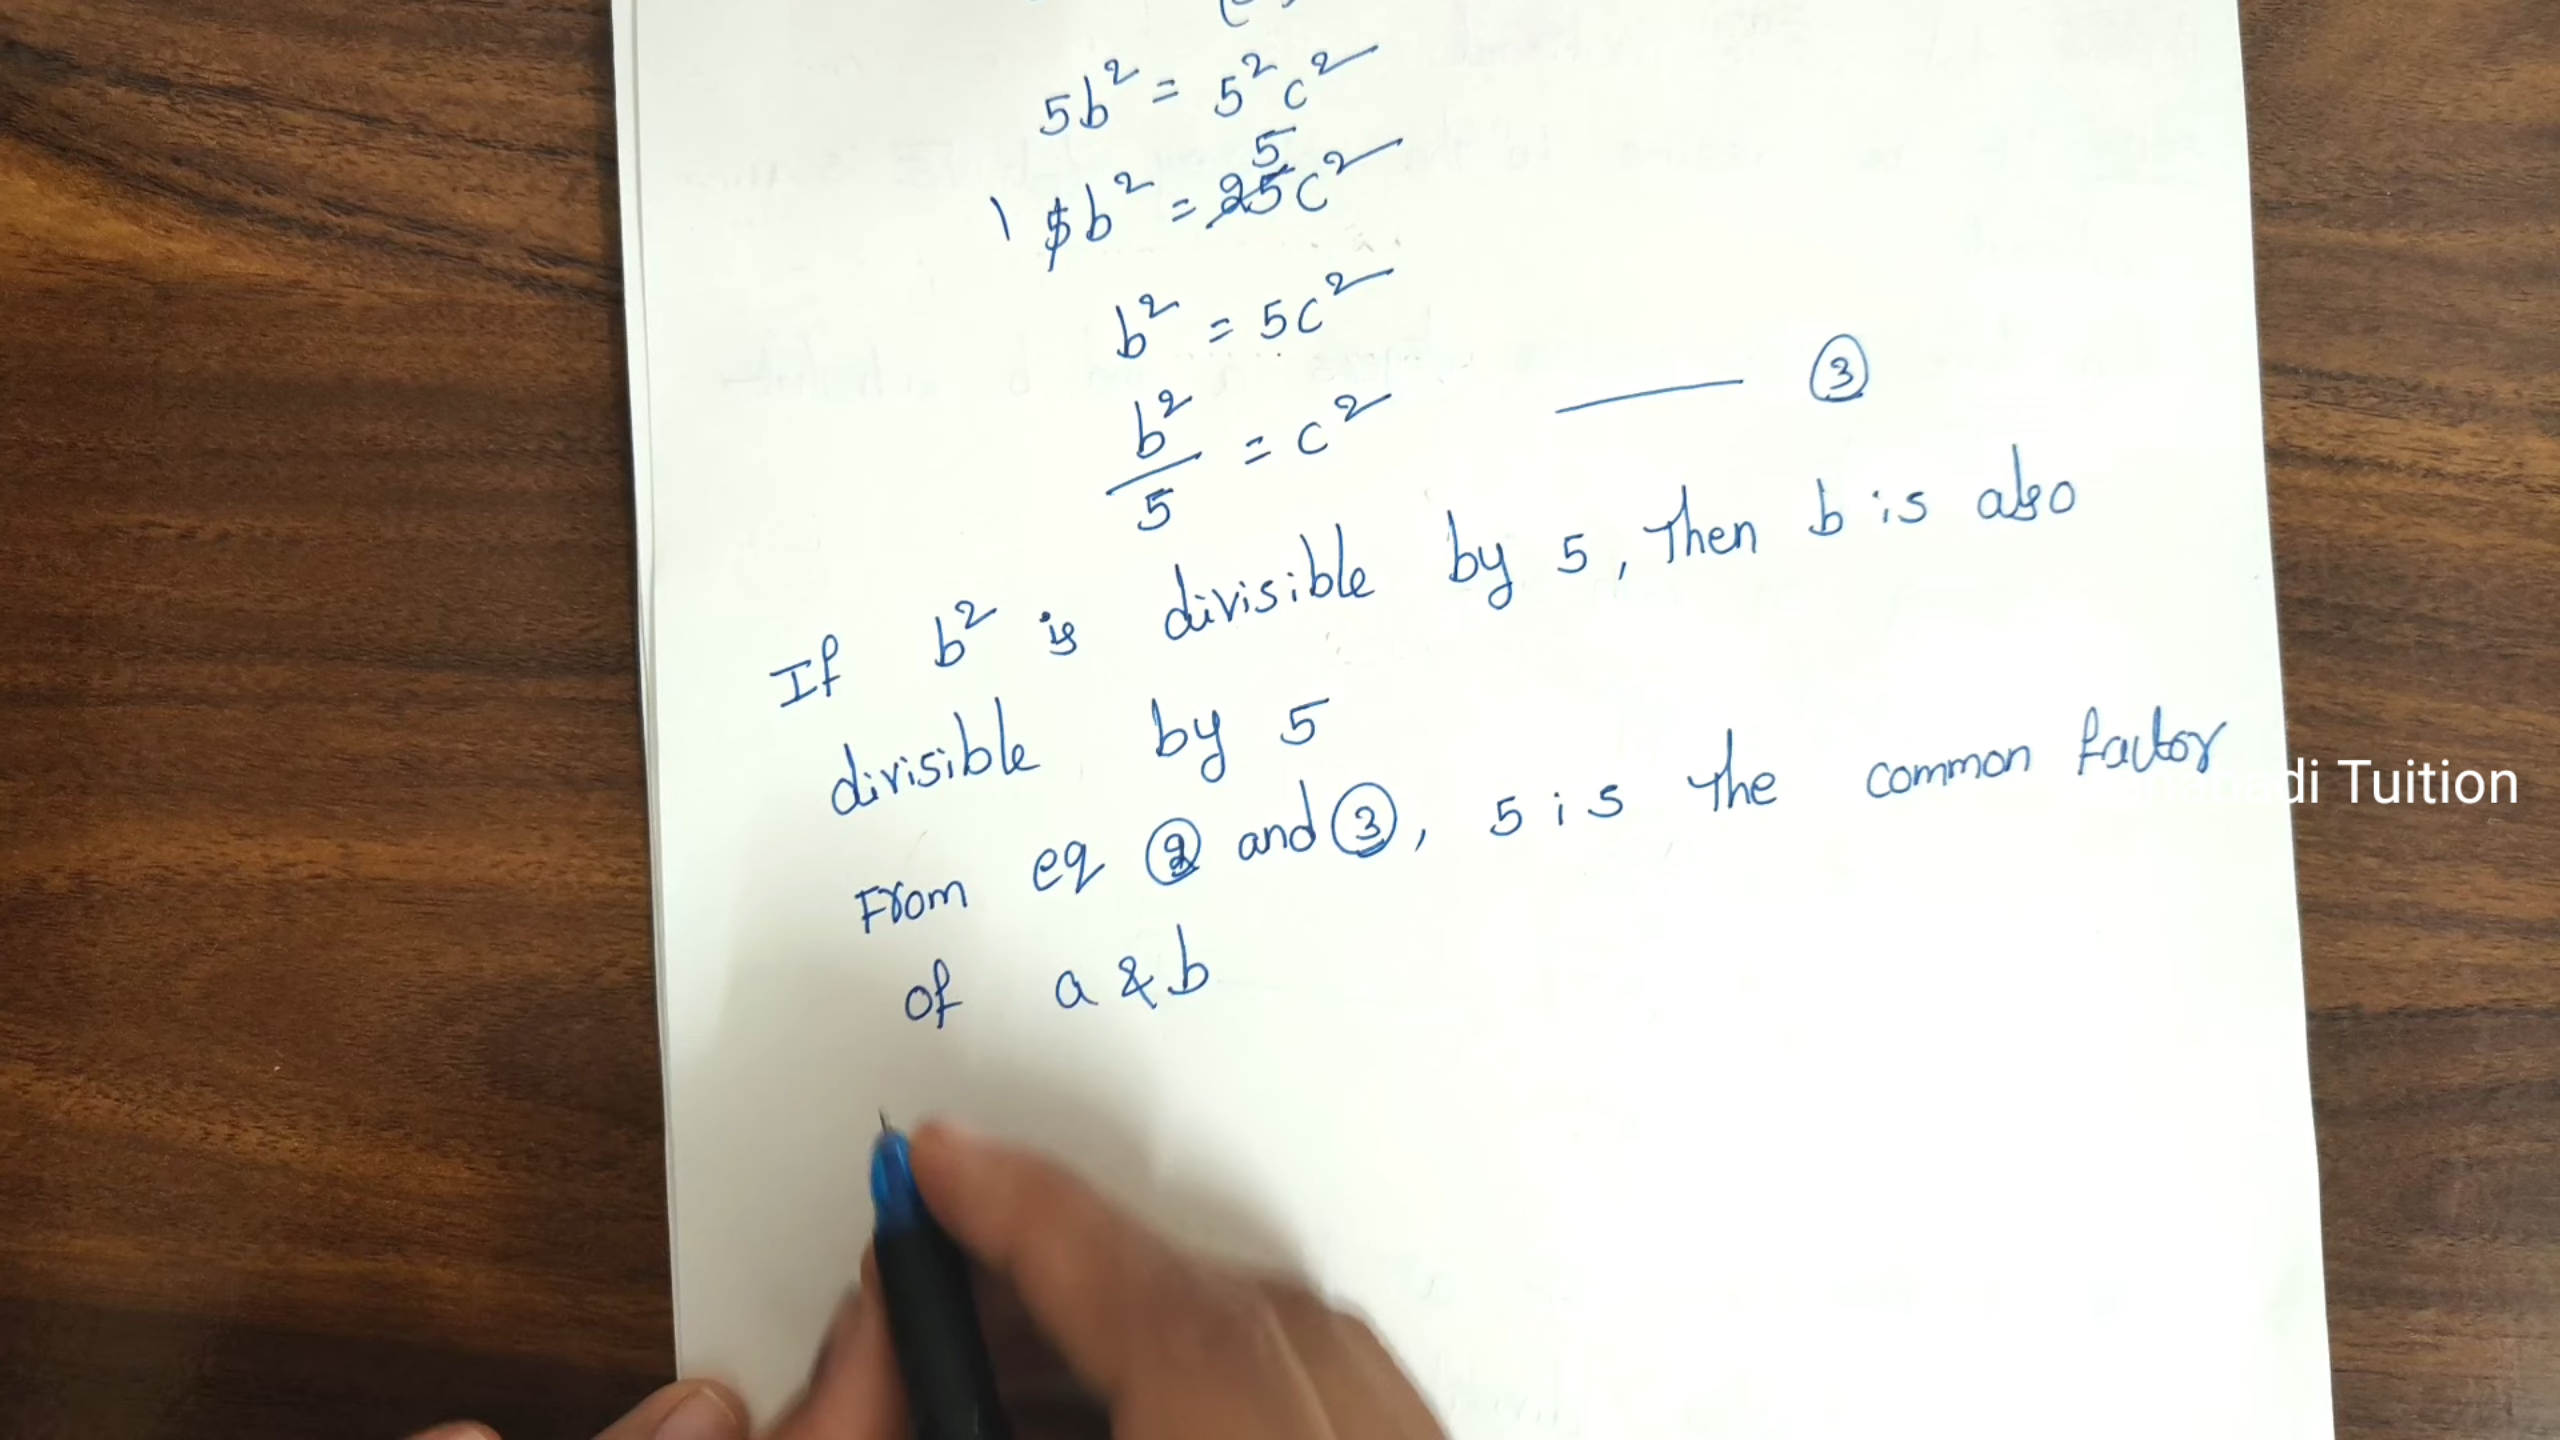 5b² = 5²c²
5
1 5b² = 25c²
b² = 5c²
b²/5 = c² —— ③
If b² is divisible by 5, Then b is also
divisible by 5
From eq ② and ③, 5 is the common factor
of a & b
Tuition